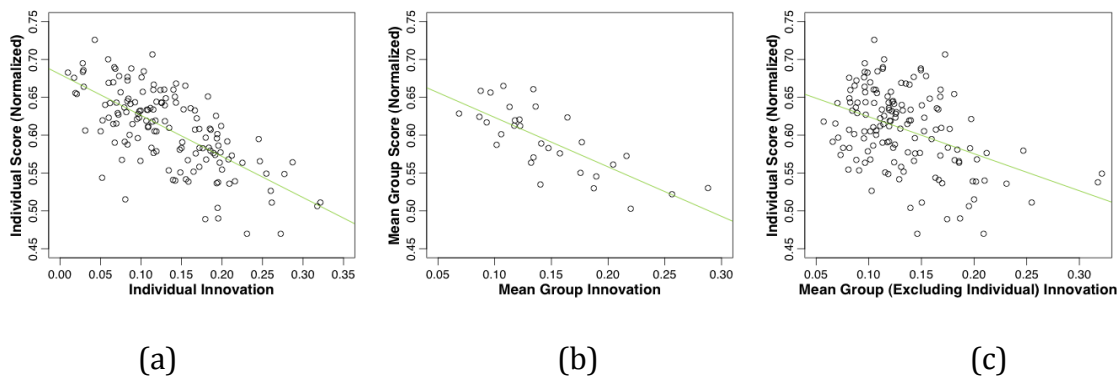 Individual Score (Normalized)
0.75
0.70
0.65
0.60
0.55
0.50
0.45
0.00 0.05 0.10 0.15 0.20 0.25 0.30 0.35
Individual Innovation
(a)
Mean Group Score (Normalized)
0.75
0.70
0.65
0.60
0.55
0.50
0.45
0.05 0.10 0.15 0.20 0.25 0.30
Mean Group Innovation
(b)
Individual Score (Normalized)
0.75
0.70
0.65
0.60
0.55
0.50
0.45
0.05 0.10 0.15 0.20 0.25 0.30
Mean Group (Excluding Individual) Innovation
(c)